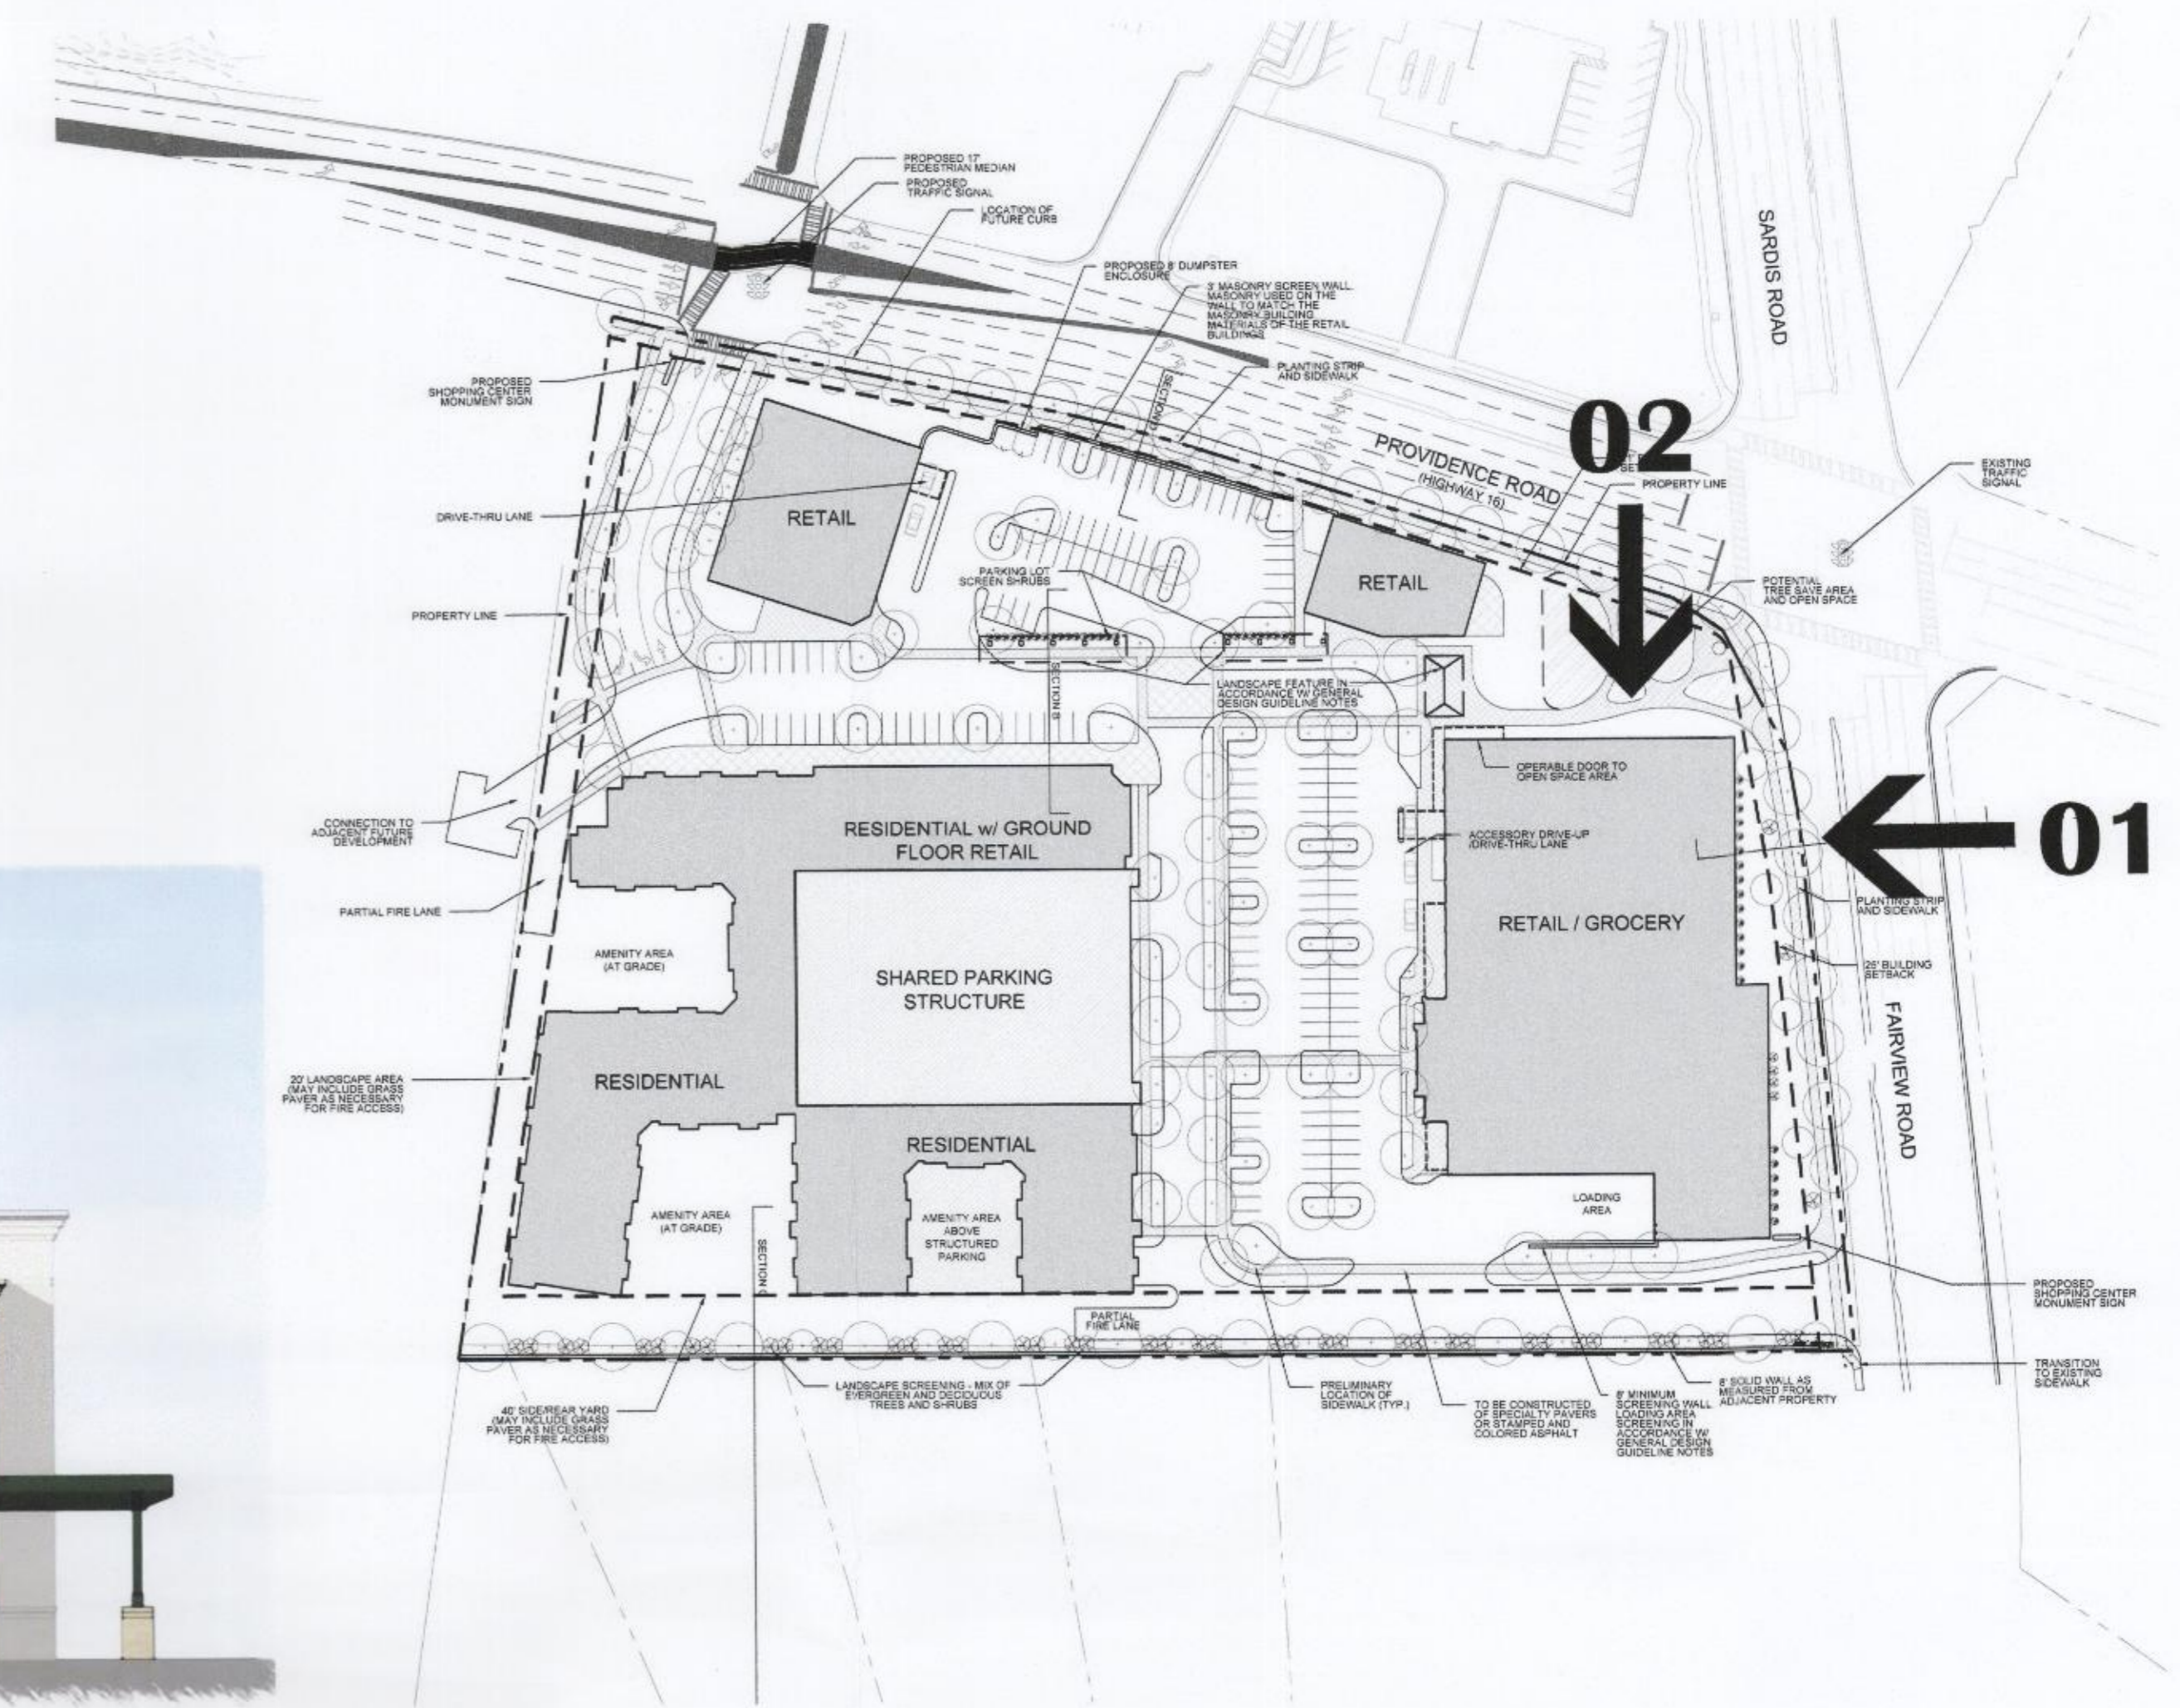 PROPOSED 17'
PEDESTRIAN MEDIAN
PROPOSED
TRAFFIC SIGNAL
LOCATION OF
FUTURE CURB
PROPOSED 8' DUMPSTER
ENCLOSURE
3' MASONRY SCREEN WALL.
MASONRY USED ON THE
WALL TO MATCH THE
MASONRY BUILDING
MATERIALS OF THE RETAIL
BUILDINGS
PLANTING STRIP
AND SIDEWALK
SARDIS ROAD
PROPOSED
SHOPPING CENTER
MONUMENT SIGN
SECTION D
02
PROVIDENCE ROAD
(HIGHWAY 16)
PROPERTY LINE
EXISTING
TRAFFIC
SIGNAL
DRIVE-THRU LANE
RETAIL
PARKING LOT
SCREEN SHRUBS
RETAIL
POTENTIAL
TREE SAVE AREA
AND OPEN SPACE
PROPERTY LINE
SECTION B
LANDSCAPE FEATURE IN
ACCORDANCE W/ GENERAL
DESIGN GUIDELINE NOTES
OPERABLE DOOR TO
OPEN SPACE AREA
CONNECTION TO
ADJACENT FUTURE
DEVELOPMENT
RESIDENTIAL w/ GROUND
FLOOR RETAIL
ACCESSORY DRIVE-UP
/DRIVE-THRU LANE
01
PARTIAL FIRE LANE
RETAIL / GROCERY
PLANTING STRIP
AND SIDEWALK
AMENITY AREA
(AT GRADE)
SHARED PARKING
STRUCTURE
25' BUILDING
SETBACK
FAIRVIEW ROAD
20' LANDSCAPE AREA
(MAY INCLUDE GRASS
PAVER AS NECESSARY
FOR FIRE ACCESS)
RESIDENTIAL
RESIDENTIAL
AMENITY AREA
(AT GRADE)
SECTION C
AMENITY AREA
ABOVE
STRUCTURED
PARKING
LOADING
AREA
PARTIAL
FIRE LANE
PROPOSED
SHOPPING CENTER
MONUMENT SIGN
TRANSITION
TO EXISTING
SIDEWALK
40' SIDE/REAR YARD
(MAY INCLUDE GRASS
PAVER AS NECESSARY
FOR FIRE ACCESS)
LANDSCAPE SCREENING - MIX OF
EVERGREEN AND DECIDUOUS
TREES AND SHRUBS
PRELIMINARY
LOCATION OF
SIDEWALK (TYP.)
TO BE CONSTRUCTED
OF SPECIALTY PAVERS
OR STAMPED AND
COLORED ASPHALT
8' MINIMUM
SCREENING WALL
LOADING AREA
SCREENING IN
ACCORDANCE W/
GENERAL DESIGN
GUIDELINE NOTES
8' SOLID WALL AS
MEASURED FROM
ADJACENT PROPERTY